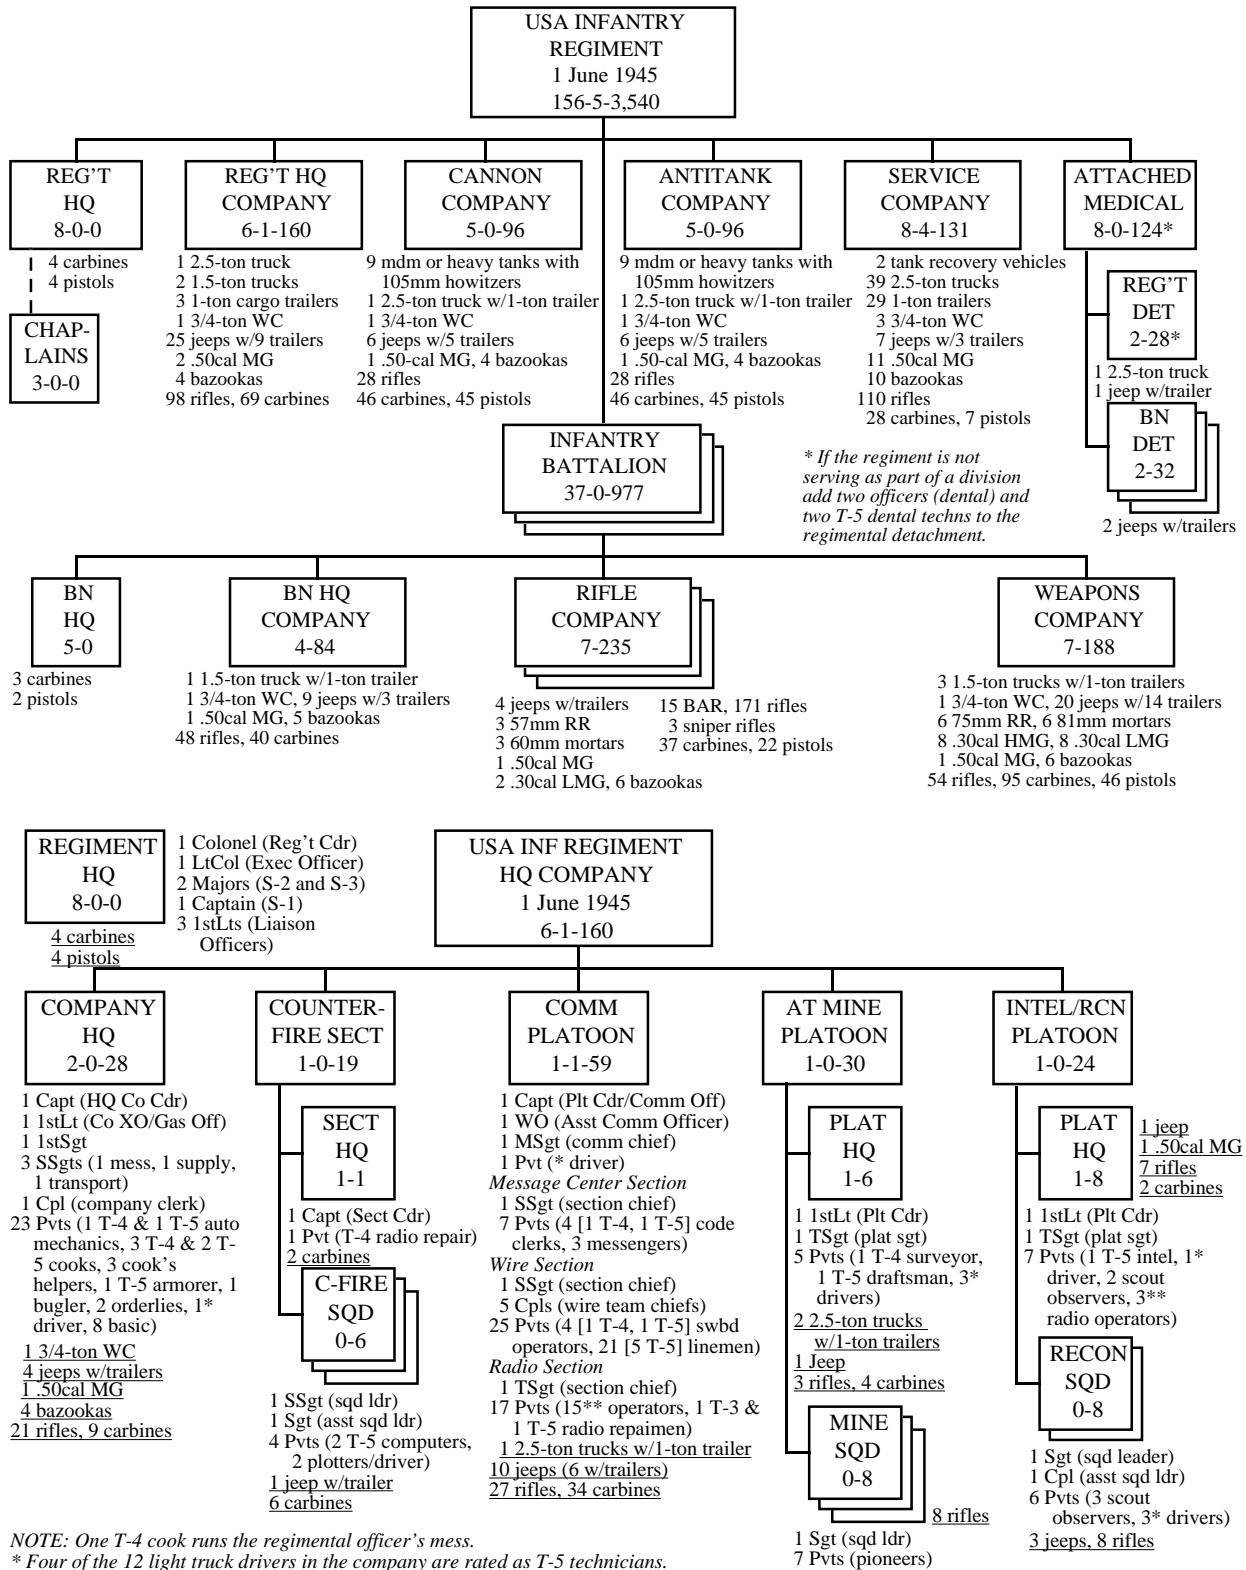 USA INFANTRY
REGIMENT
1 June 1945
156-5-3,540
REG'T
HQ
8-0-0
4 carbines
4 pistols
CHAP-
LAINS
3-0-0
REG'T HQ
COMPANY
6-1-160
1 2.5-ton truck
2 1.5-ton trucks
3 1-ton cargo trailers
1 3/4-ton WC
25 jeeps w/9 trailers
2 .50cal MG
4 bazookas
98 rifles, 69 carbines
CANNON
COMPANY
5-0-96
9 mdm or heavy tanks with
105mm howitzers
1 2.5-ton truck w/1-ton trailer
1 3/4-ton WC
6 jeeps w/5 trailers
1 .50-cal MG, 4 bazookas
28 rifles
46 carbines, 45 pistols
ANTITANK
COMPANY
5-0-96
9 mdm or heavy tanks with
105mm howitzers
1 2.5-ton truck w/1-ton trailer
1 3/4-ton WC
6 jeeps w/5 trailers
1 .50-cal MG, 4 bazookas
28 rifles
46 carbines, 45 pistols
SERVICE
COMPANY
8-4-131
2 tank recovery vehicles
39 2.5-ton trucks
29 1-ton trailers
3 3/4-ton WC
7 jeeps w/3 trailers
11 .50cal MG
10 bazookas
110 rifles
28 carbines, 7 pistols
ATTACHED
MEDICAL
8-0-124*
REG'T
DET
2-28*
1 2.5-ton truck
1 jeep w/trailer
BN
DET
2-32
2 jeeps w/trailers
INFANTRY
BATTALION
37-0-977
* If the regiment is not
serving as part of a division
add two officers (dental) and
two T-5 dental techns to the
regimental detachment.
BN
HQ
5-0
3 carbines
2 pistols
BN HQ
COMPANY
4-84
1 1.5-ton truck w/1-ton trailer
1 3/4-ton WC, 9 jeeps w/3 trailers
1 .50cal MG, 5 bazookas
48 rifles, 40 carbines
RIFLE
COMPANY
7-235
4 jeeps w/trailers
3 57mm RR
3 60mm mortars
1 .50cal MG
2 .30cal LMG, 6 bazookas
15 BAR, 171 rifles
3 sniper rifles
37 carbines, 22 pistols
WEAPONS
COMPANY
7-188
3 1.5-ton trucks w/1-ton trailers
1 3/4-ton WC, 20 jeeps w/14 trailers
6 75mm RR, 6 81mm mortars
8 .30cal HMG, 8 .30cal LMG
1 .50cal MG, 6 bazookas
54 rifles, 95 carbines, 46 pistols
REGIMENT
HQ
8-0-0
4 carbines
4 pistols
1 Colonel (Reg't Cdr)
1 LtCol (Exec Officer)
2 Majors (S-2 and S-3)
1 Captain (S-1)
3 1stLts (Liaison
Officers)
USA INF REGIMENT
HQ COMPANY
1 June 1945
6-1-160
COMPANY
HQ
2-0-28
1 Capt (HQ Co Cdr)
1 1stLt (Co XO/Gas Off)
1 1stSgt
3 SSgts (1 mess, 1 supply,
1 transport)
1 Cpl (company clerk)
23 Pvts (1 T-4 & 1 T-5 auto
mechanics, 3 T-4 & 2 T-
5 cooks, 3 cook's
helpers, 1 T-5 armorer, 1
bugler, 2 orderlies, 1*
driver, 8 basic)
1 3/4-ton WC
4 jeeps w/trailers
1 .50cal MG
4 bazookas
21 rifles, 9 carbines
COUNTER-
FIRE SECT
1-0-19
SECT
HQ
1-1
1 Capt (Sect Cdr)
1 Pvt (T-4 radio repair)
2 carbines
C-FIRE
SQD
0-6
1 SSgt (sqd ldr)
1 Sgt (asst sqd ldr)
4 Pvts (2 T-5 computers,
2 plotters/driver)
1 jeep w/trailer
6 carbines
COMM
PLATOON
1-1-59
1 Capt (Plt Cdr/Comm Off)
1 WO (Asst Comm Officer)
1 MSgt (comm chief)
1 Pvt (* driver)
Message Center Section
1 SSgt (section chief)
7 Pvts (4 [1 T-4, 1 T-5] code
clerks, 3 messengers)
Wire Section
1 SSgt (section chief)
5 Cpls (wire team chiefs)
25 Pvts (4 [1 T-4, 1 T-5] swbd
operators, 21 [5 T-5] linemen)
Radio Section
1 TSgt (section chief)
17 Pvts (15** operators, 1 T-3 &
1 T-5 radio repaimen)
1 2.5-ton trucks w/1-ton trailer
10 jeeps (6 w/trailers)
27 rifles, 34 carbines
AT MINE
PLATOON
1-0-30
PLAT
HQ
1-6
1 1stLt (Plt Cdr)
1 TSgt (plat sgt)
5 Pvts (1 T-4 surveyor,
1 T-5 draftsman, 3*
drivers)
2 2.5-ton trucks
w/1-ton trailers
1 Jeep
3 rifles, 4 carbines
MINE
SQD
0-8
8 rifles
1 Sgt (sqd ldr)
7 Pvts (pioneers)
INTEL/RCN
PLATOON
1-0-24
PLAT
HQ
1-8
1 jeep
1 .50cal MG
7 rifles
2 carbines
1 1stLt (Plt Cdr)
1 TSgt (plat sgt)
7 Pvts (1 T-5 intel, 1*
driver, 2 scout
observers, 3**
radio operators)
RECON
SQD
0-8
1 Sgt (sqd leader)
1 Cpl (asst sqd ldr)
6 Pvts (3 scout
observers, 3* drivers)
3 jeeps, 8 rifles
NOTE: One T-4 cook runs the regimental officer's mess.
* Four of the 12 light truck drivers in the company are rated as T-5 technicians.